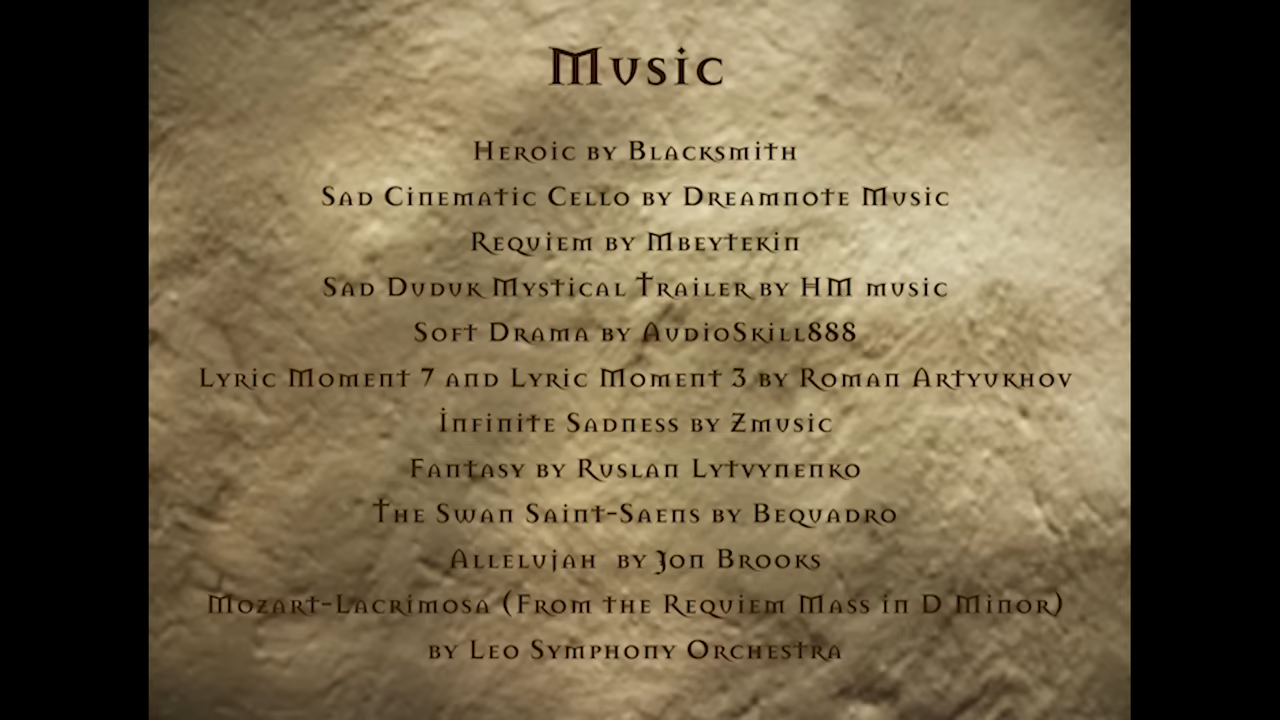 Music
Heroic by Blacksmith
Sad Cinematic Cello by Dreamnote Music
Requiem by Mbeytekin
Sad Duduk Mystical Trailer by HM music
Soft Drama by AudioSkill888
Lyric Moment 7 and Lyric Moment 3 by Roman Artyukhov
Infinite Sadness by Zmusic
Fantasy by Ruslan Lytvynenko
The Swan Saint-Saens by Bequadro
Allelujah by Jon Brooks
Mozart-Lacrimosa (From the Requiem Mass in D Minor)
by Leo Symphony Orchestra